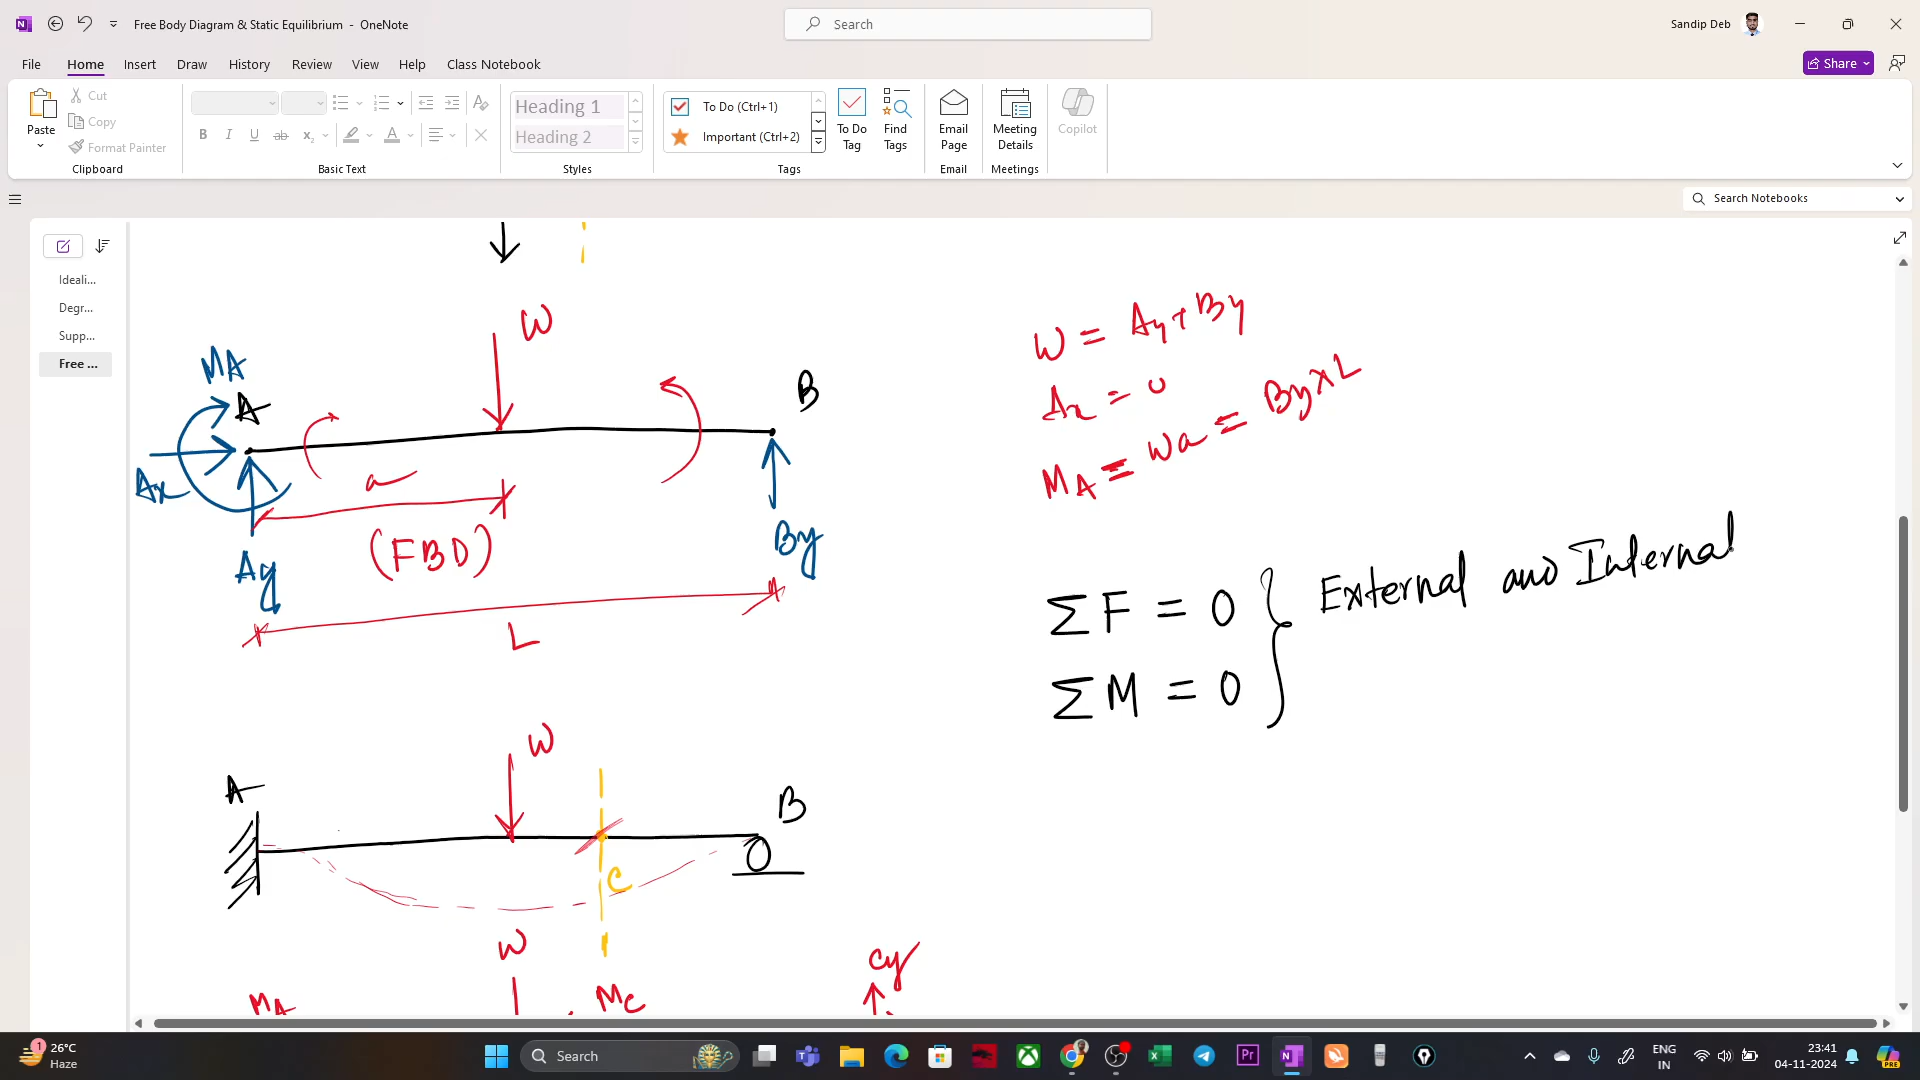 Free Body Diagram & Static Equilibrium - OneNote
Search
Sandip Deb
File Home Insert Draw History Review View Help Class Notebook
Share
Paste
Cut
Copy
Format Painter
Clipboard
B I U ab x₂ A
Basic Text
Heading 1
Heading 2
Styles
To Do (Ctrl+1)
Important (Ctrl+2)
To Do Tag
Find Tags
Tags
Email Page
Email
Meeting Details
Meetings
Copilot
Search Notebooks
Ideali...
Degr...
Supp...
Free ...
W
MA
A
B
Ax
a
(FBD)
Ay
By
L
W = Ay + By
Ax = 0
MA = Wa = By x L
ΣF = 0 } External and Internal
ΣM = 0
W
A
B
C
W
MA
MC
Cy
1
26°C
Haze
Search
ENG
IN
23:41
04-11-2024